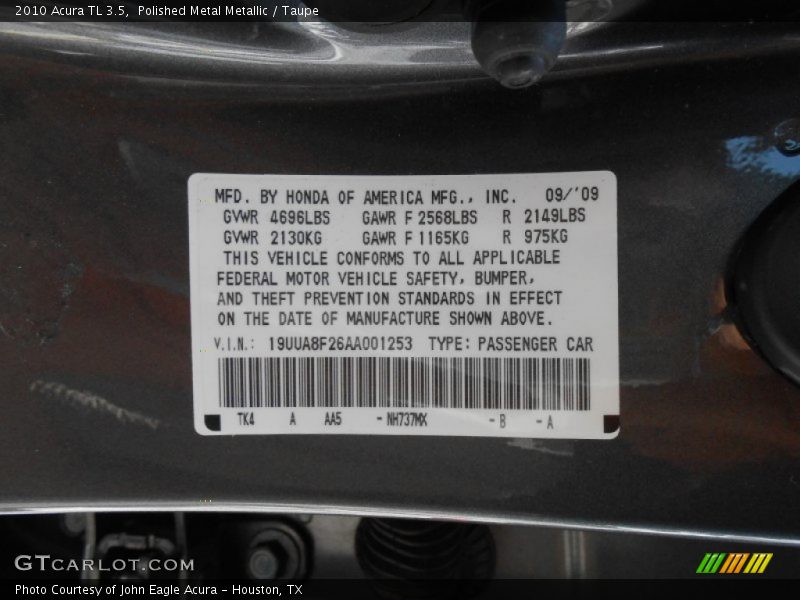 2010 Acura TL 3.5, Polished Metal Metallic / Taupe
MFD. BY HONDA OF AMERICA MFG., INC. 09/'09
GVWR 4696LBS GAWR F 2568LBS R 2149LBS
GVWR 2130KG GAWR F 1165KG R 975KG
THIS VEHICLE CONFORMS TO ALL APPLICABLE
FEDERAL MOTOR VEHICLE SAFETY, BUMPER,
AND THEFT PREVENTION STANDARDS IN EFFECT
ON THE DATE OF MANUFACTURE SHOWN ABOVE.
V.I.N.: 19UUA8F26AA001253 TYPE: PASSENGER CAR
TK4 A AA5 - NH737MX - B - A
GTCARLOT.COM
Photo Courtesy of John Eagle Acura - Houston, TX